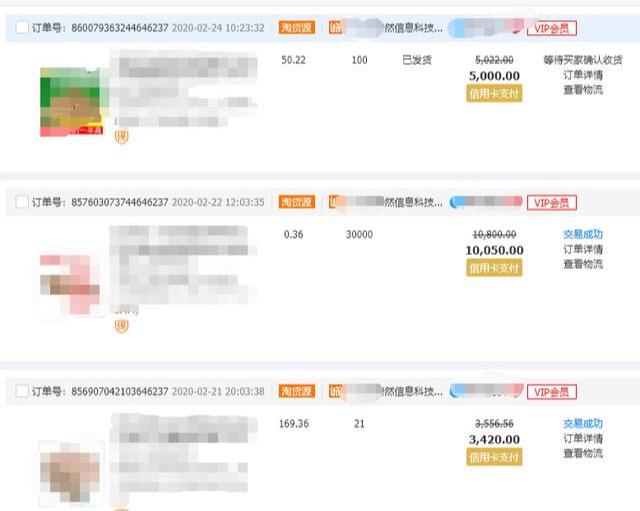 订单号：860079363244646237 2020-02-24 10:23:32 淘货源 诚 然信息科技... VIP会员
50.22 100 已发货 5,022.00 等待买家确认收货
5,000.00 订单详情
信用卡支付 查看物流
保
订单号：857603073744646237 2020-02-22 12:03:35 淘货源 然信息科技... VIP会员
0.36 30000 10,800.00 交易成功
10,050.00 订单详情
信用卡支付 查看物流
保
订单号：856907042103646237 2020-02-21 20:03:38 淘货源 诚 然信息科技... VIP会员
169.36 21 3,556.56 交易成功
3,420.00 订单详情
信用卡支付 查看物流